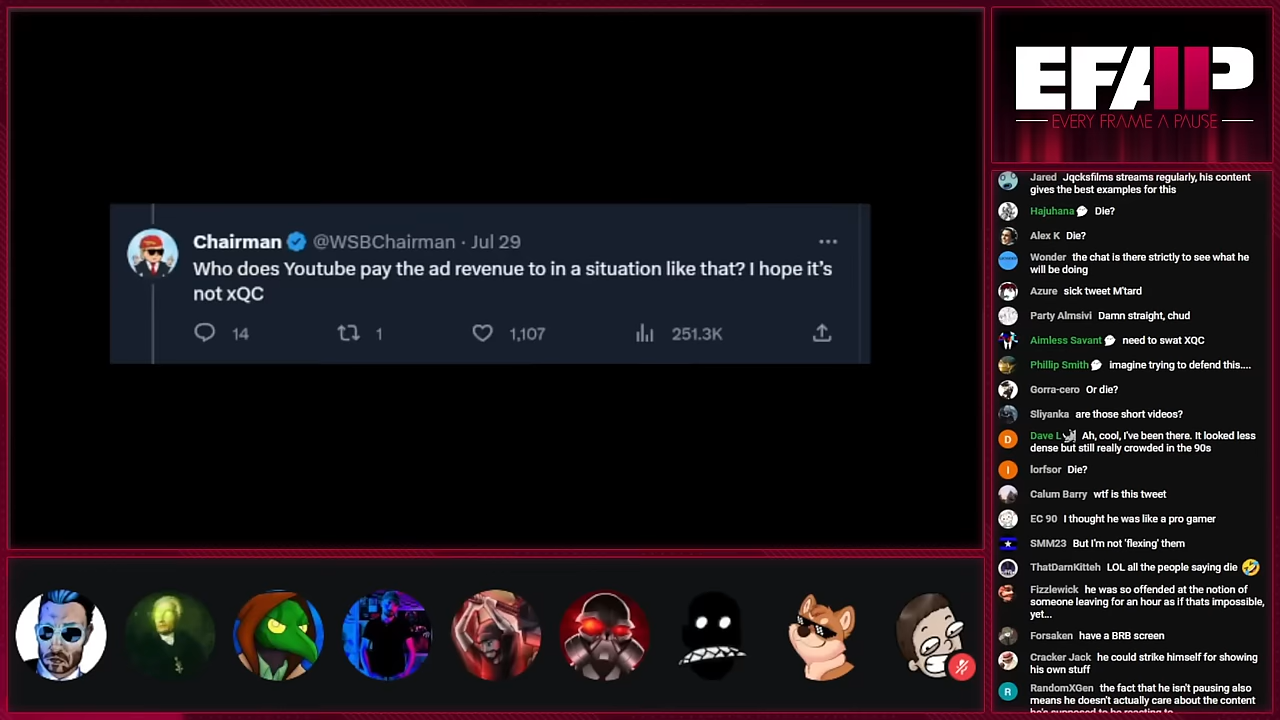 Chairman @WSBChairman · Jul 29
Who does Youtube pay the ad revenue to in a situation like that? I hope it's
not xQC
14 1 1,107 251.3K
EFAP
EVERY FRAME A PAUSE
Jared Jqcksfilms streams regularly, his content
gives the best examples for this
Hajuhana Die?
Alex K Die?
Wonder the chat is there strictly to see what he
will be doing
Azure sick tweet M'tard
Party Almsivi Damn straight, chud
Aimless Savant need to swat XQC
Phillip Smith imagine trying to defend this....
Gorra-cero Or die?
Sliyanka are those short videos?
D
Dave L Ah, cool, I've been there. It looked less
dense but still really crowded in the 90s
l
lorfsor Die?
Calum Barry wtf is this tweet
EC 90 I thought he was like a pro gamer
SMM23 But I'm not 'flexing' them
ThatDarnKitteh LOL all the people saying die 🤣
Fizzlewick he was so offended at the notion of
someone leaving for an hour as if thats impossible,
yet...
Forsaken have a BRB screen
Cracker Jack he could strike himself for showing
his own stuff
R
RandomXGen the fact that he isn't pausing also
means he doesn't actually care about the content
he's supposed to be reacting to